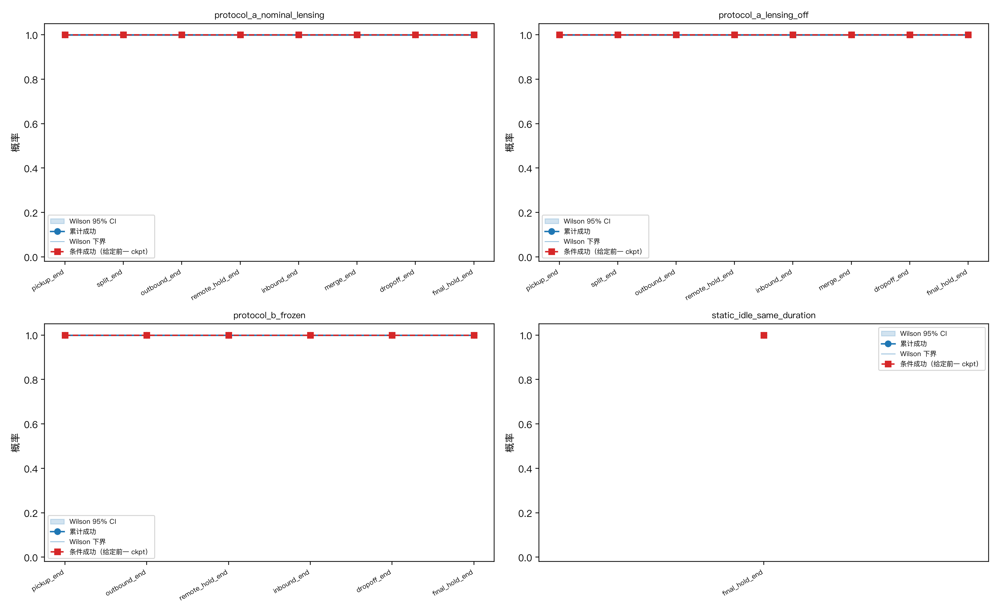 protocol_a_nominal_lensing
概率
1.0
0.8
0.6
0.4
0.2
0.0
Wilson 95% CI
累计成功
Wilson 下界
条件成功（给定前一 ckpt）
pickup_end
split_end
outbound_end
remote_hold_end
inbound_end
merge_end
dropoff_end
final_hold_end
protocol_a_lensing_off
概率
1.0
0.8
0.6
0.4
0.2
0.0
Wilson 95% CI
累计成功
Wilson 下界
条件成功（给定前一 ckpt）
pickup_end
split_end
outbound_end
remote_hold_end
inbound_end
merge_end
dropoff_end
final_hold_end
protocol_b_frozen
概率
1.0
0.8
0.6
0.4
0.2
0.0
Wilson 95% CI
累计成功
Wilson 下界
条件成功（给定前一 ckpt）
pickup_end
outbound_end
remote_hold_end
inbound_end
dropoff_end
final_hold_end
static_idle_same_duration
概率
1.0
0.8
0.6
0.4
0.2
0.0
Wilson 95% CI
累计成功
Wilson 下界
条件成功（给定前一 ckpt）
final_hold_end